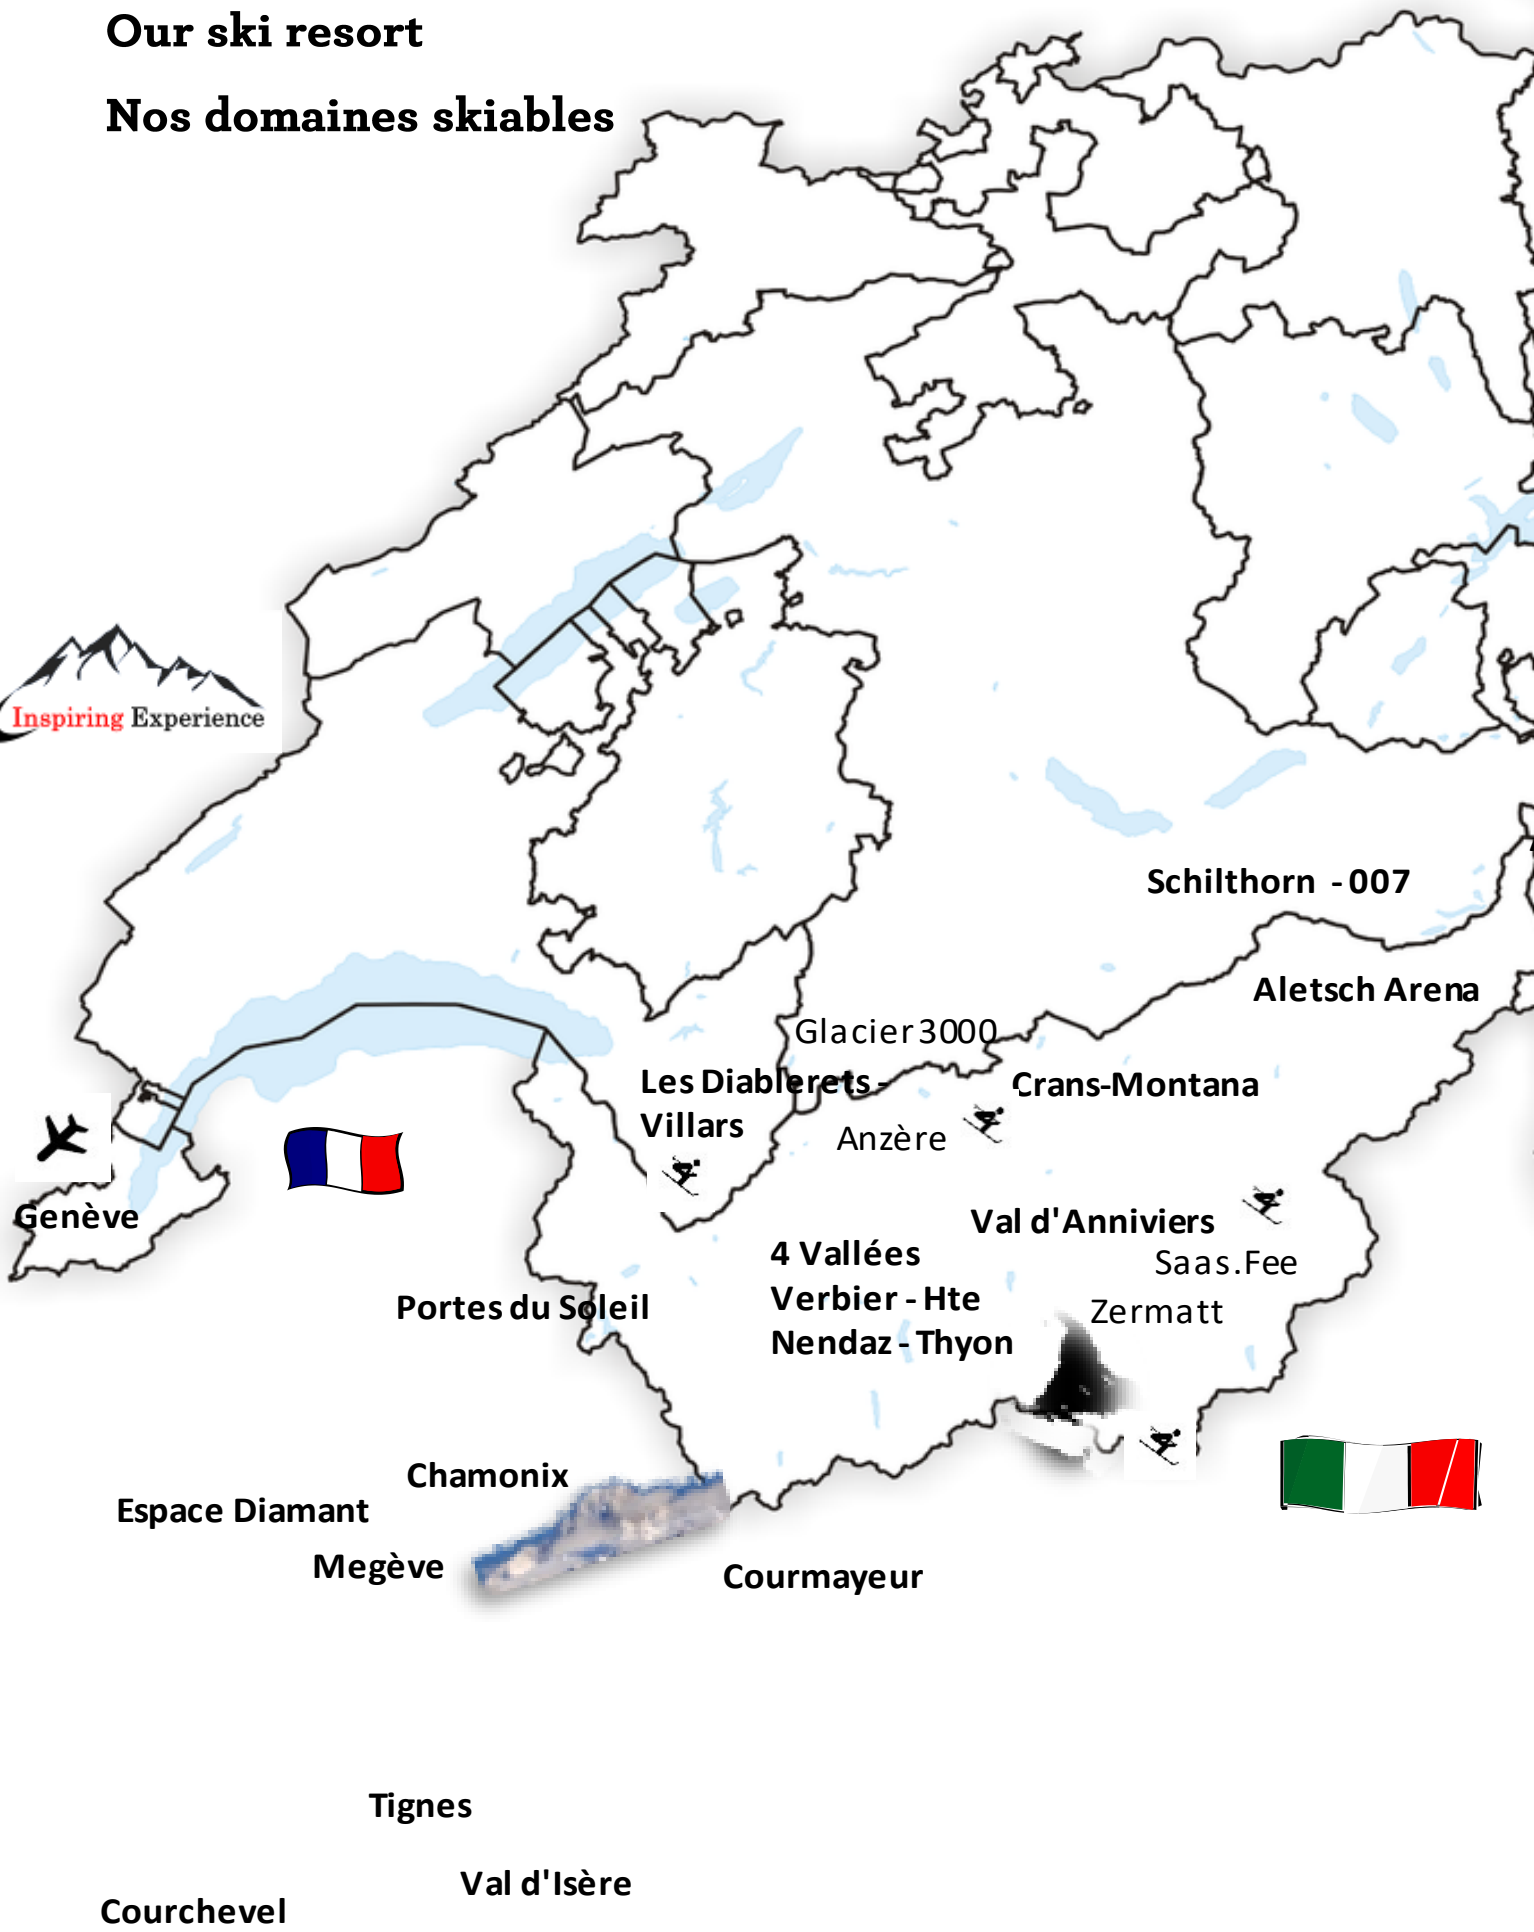 Our ski resort
Nos domaines skiables
Inspiring Experience
Schilthorn - 007
Aletsch Arena
Glacier 3000
Les Diablerets -
Villars
Crans-Montana
Anzère
Genève
Val d'Anniviers
4 Vallées
Verbier - Hte
Nendaz - Thyon
Saas.Fee
Portes du Soleil
Zermatt
Chamonix
Espace Diamant
Megève
Courmayeur
Tignes
Val d'Isère
Courchevel